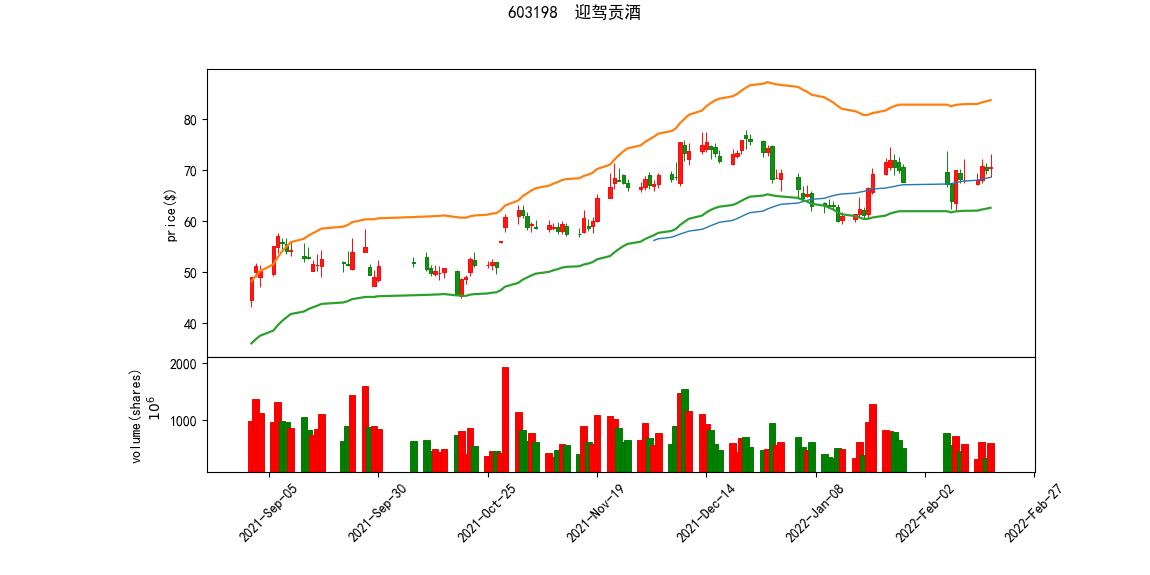 603198 迎驾贡酒
price($)
80
70
60
50
40
volume(shares)
10^6
2000
1000
2021-Sep-05
2021-Sep-30
2021-Oct-25
2021-Nov-19
2021-Dec-14
2022-Jan-08
2022-Feb-02
2022-Feb-27